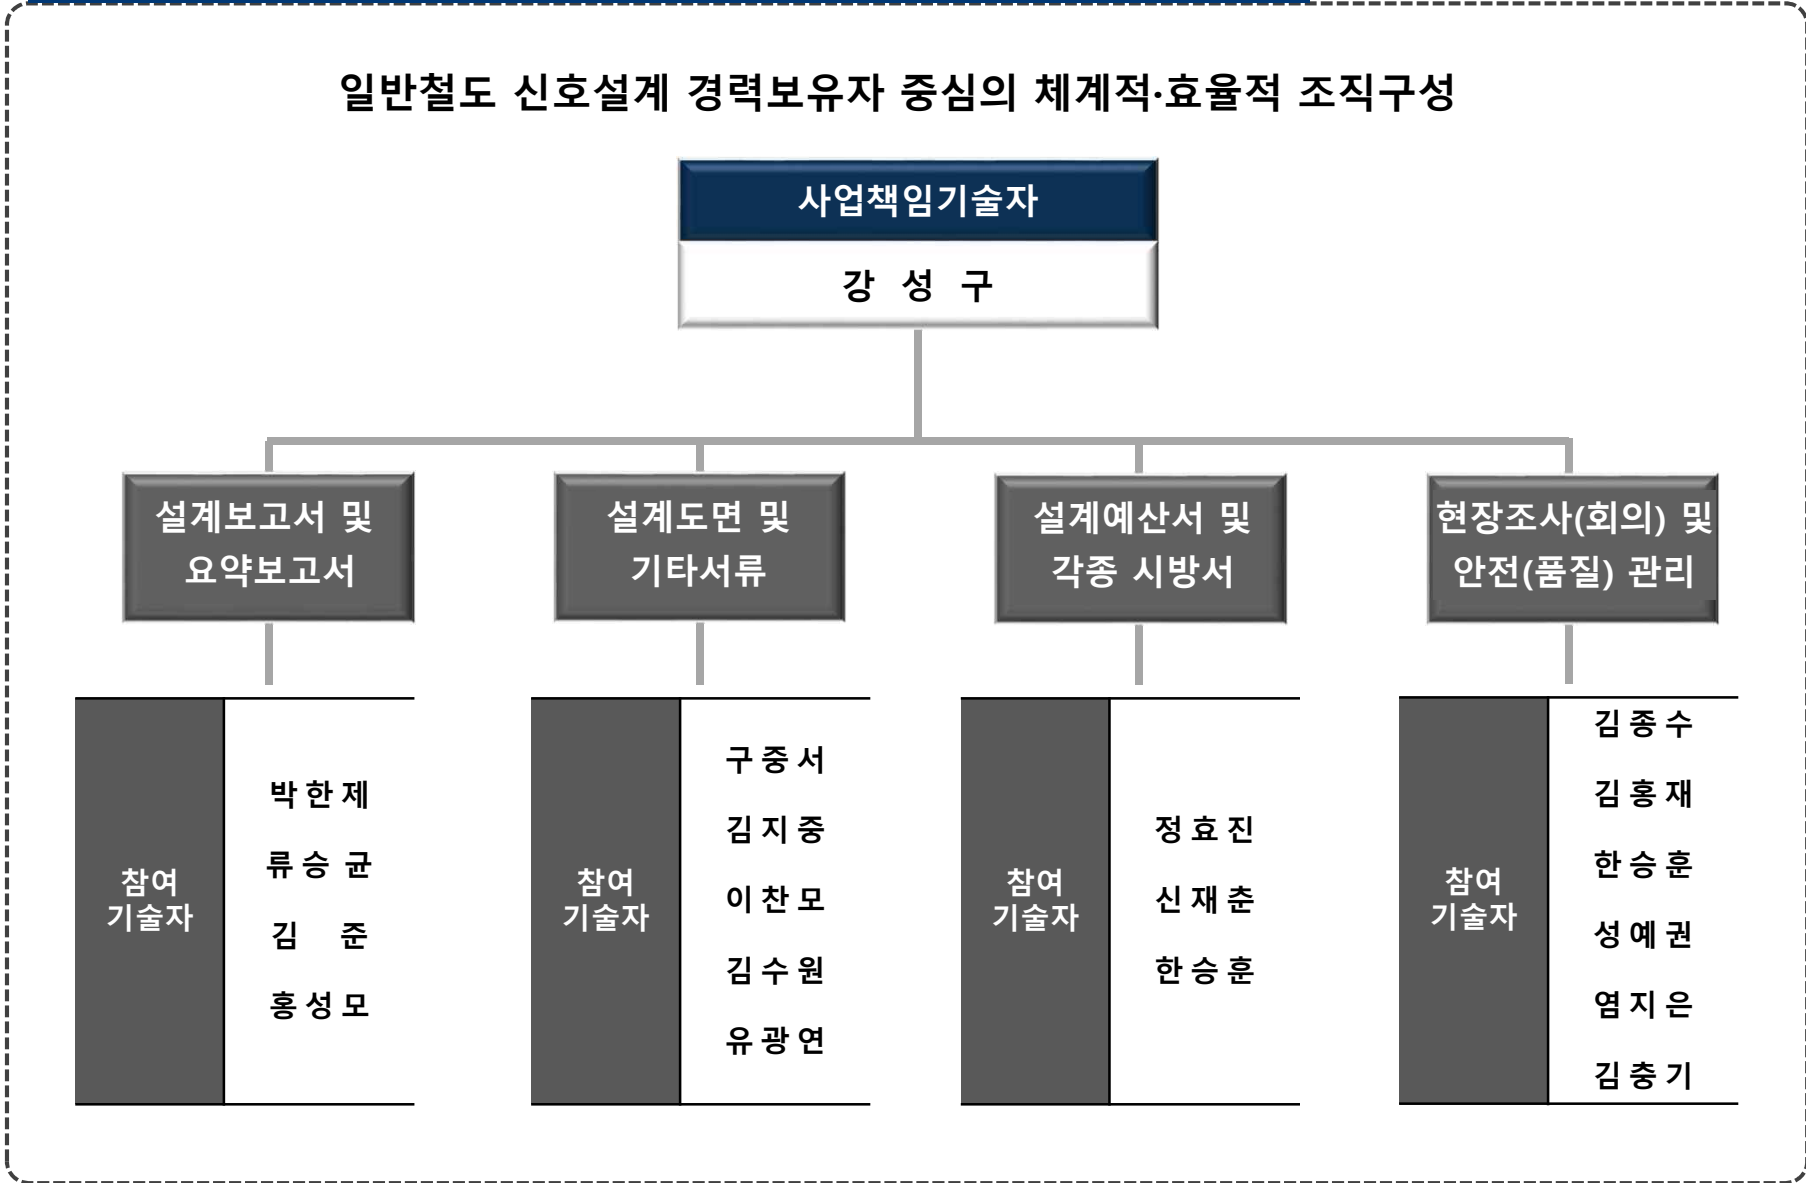 일반철도 신호설계 경력보유자 중심의 체계적·효율적 조직구성
사업책임기술자
강 성 구
설계보고서 및
요약보고서
설계도면 및
기타서류
설계예산서 및
각종 시방서
현장조사(회의) 및
안전(품질) 관리
참여
기술자
박 한 제
류 승 균
김 준
홍 성 모
참여
기술자
구 중 서
김 지 중
이 찬 모
김 수 원
유 광 연
참여
기술자
정 효 진
신 재 춘
한 승 훈
참여
기술자
김 종 수
김 홍 재
한 승 훈
성 예 권
염 지 은
김 충 기